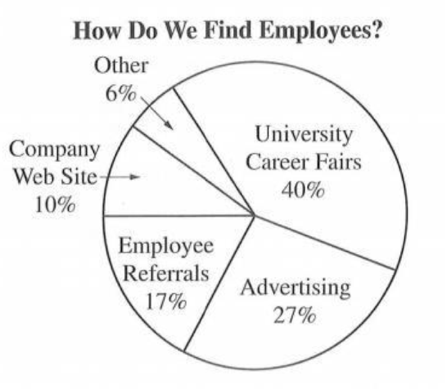 How Do We Find Employees?
Other
6%
University
Career Fairs
40%
Company
Web Site
10%
Employee
Referrals
17%
Advertising
27%